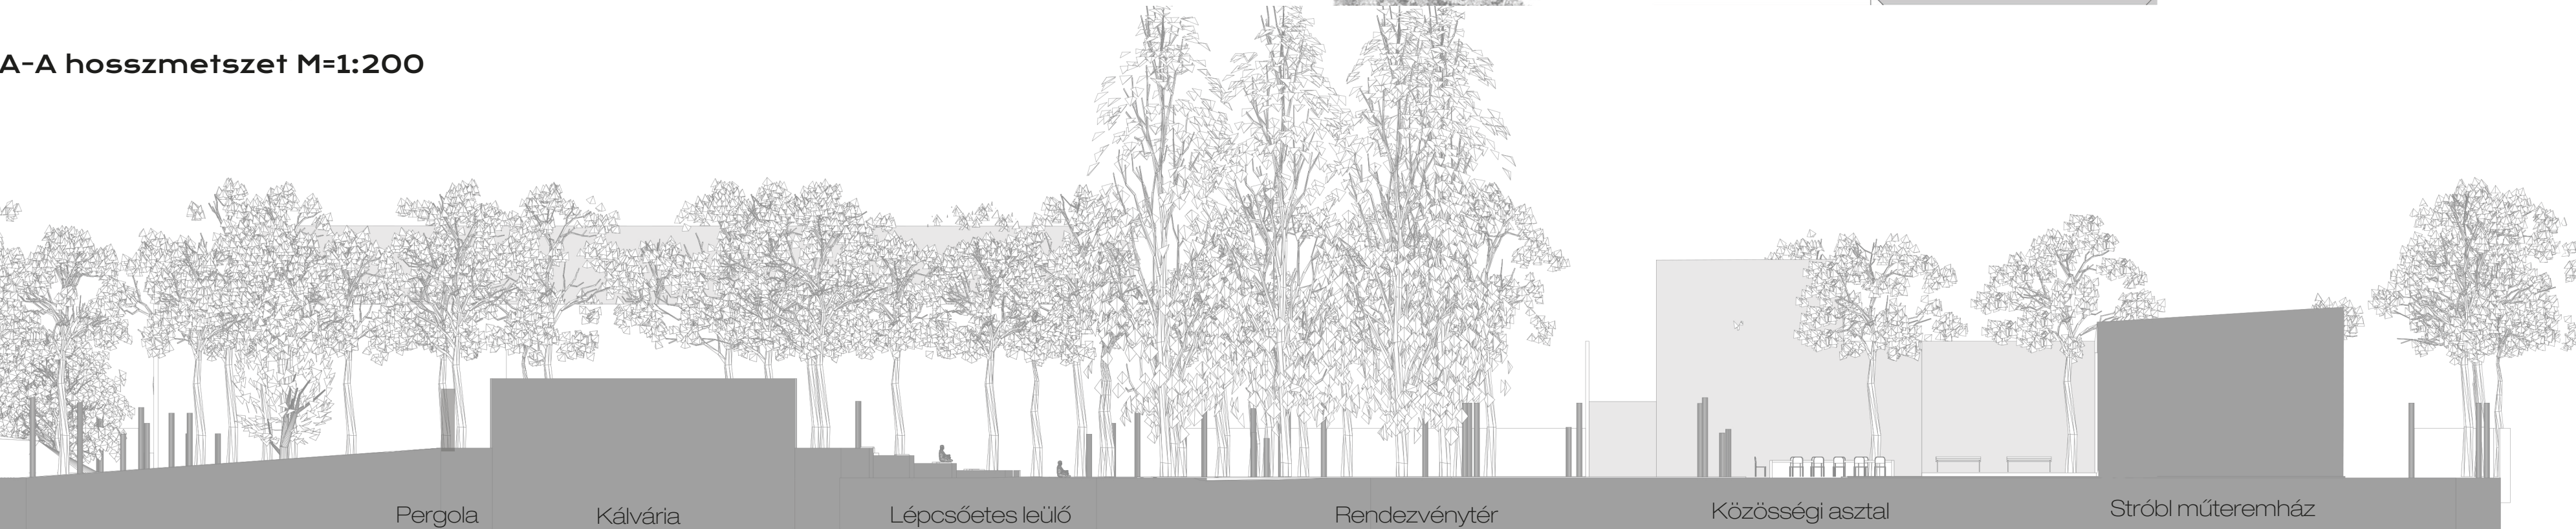 A-A hosszmetszet M=1:200
Pergola
Kálvária
Lépcsőetes leülő
Rendezvénytér
Közösségi asztal
Stróbl műteremház